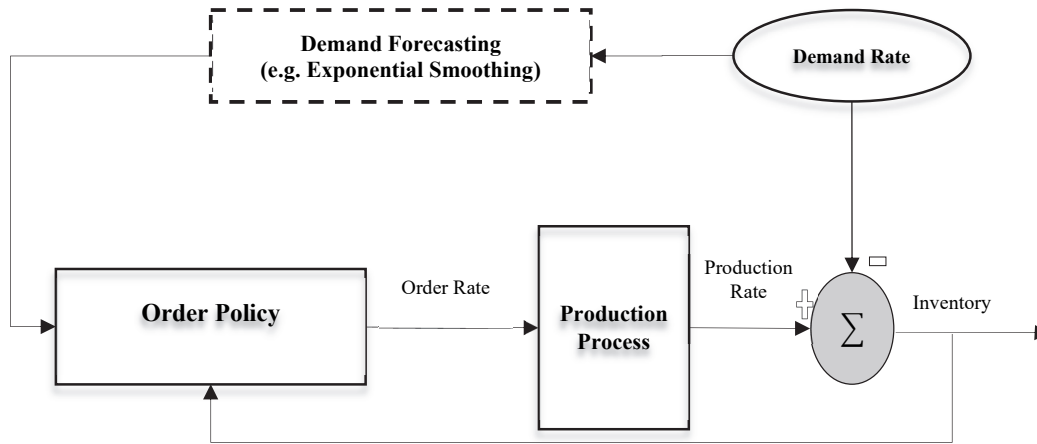 Demand Forecasting
(e.g. Exponential Smoothing)
Demand Rate
Order Policy
Order Rate
Production
Process
Production
Rate
+
-
∑
Inventory